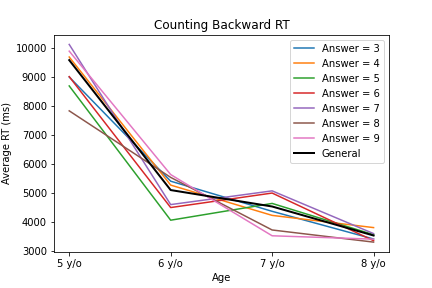 Counting Backward RT
Average RT (ms)
10000
9000
8000
7000
6000
5000
4000
3000
Answer = 3
Answer = 4
Answer = 5
Answer = 6
Answer = 7
Answer = 8
Answer = 9
General
5 y/o
6 y/o
7 y/o
8 y/o
Age